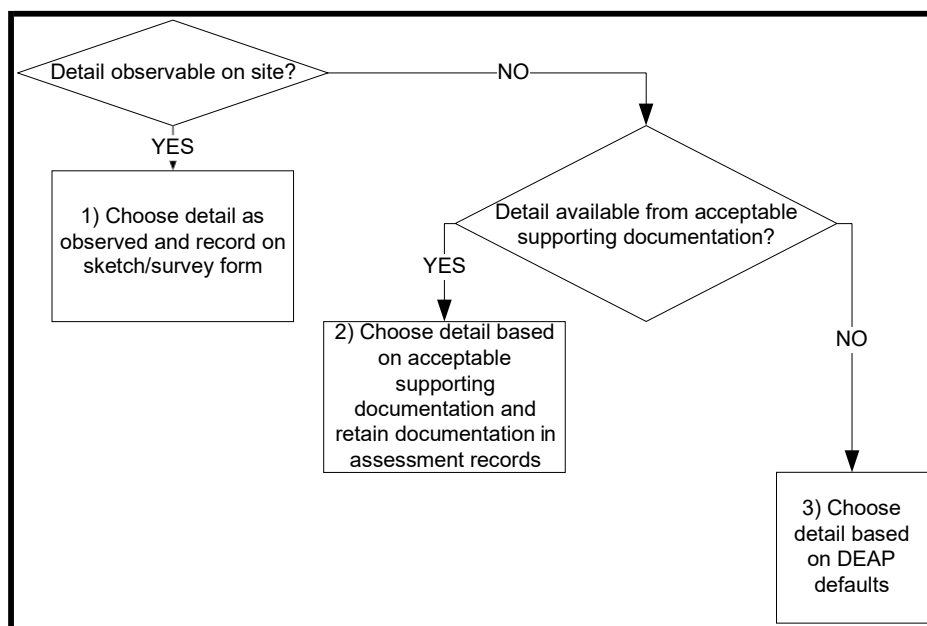 Detail observable on site?
NO
YES
1) Choose detail as
observed and record on
sketch/survey form
Detail available from acceptable
supporting documentation?
YES
2) Choose detail based
on acceptable
supporting
documentation and
retain documentation in
assessment records
NO
3) Choose
detail based
on DEAP
defaults